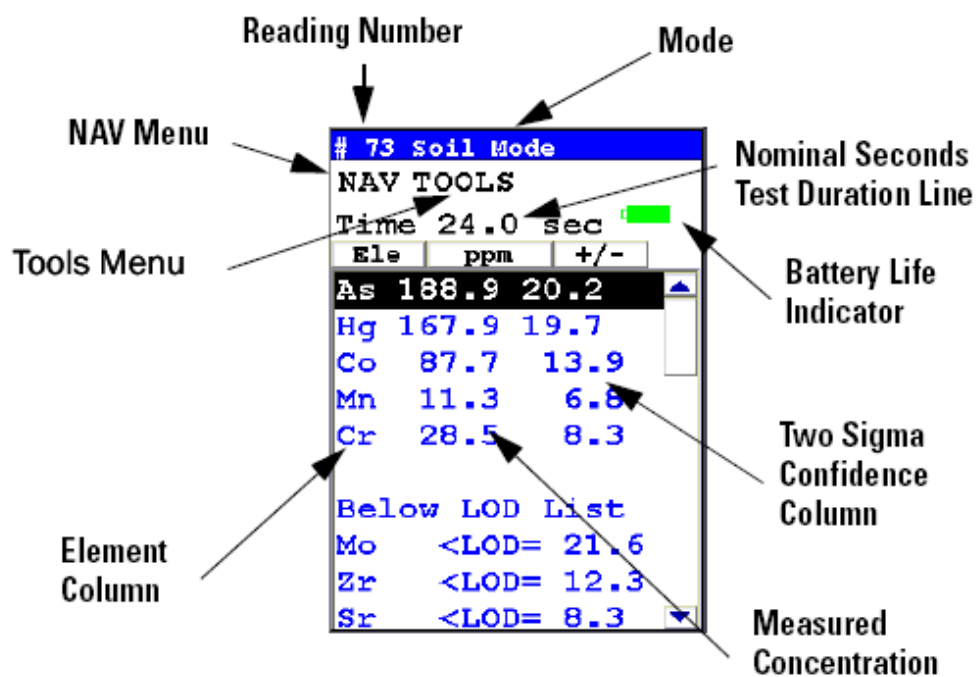 Reading Number
Mode
NAV Menu
# 73 Soil Mode
NAV TOOLS
Nominal Seconds
Test Duration Line
Time 24.0 sec
Tools Menu
Ele ppm +/-
Battery Life
Indicator
As 188.9 20.2
Hg 167.9 19.7
Co 87.7 13.9
Mn 11.3 6.8
Cr 28.5 8.3
Two Sigma
Confidence
Column
Below LOD List
Mo <LOD= 21.6
Zr <LOD= 12.3
Sr <LOD= 8.3
Element
Column
Measured
Concentration